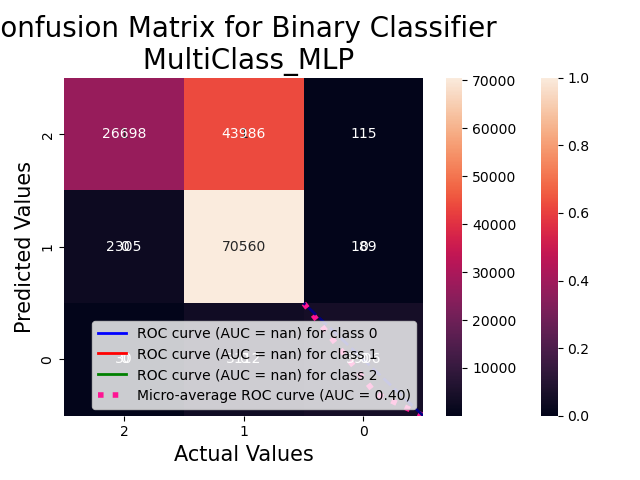 onfusion Matrix for Binary Classifier
MultiClass_MLP
Predicted Values
2
1
0
26698 43986 115
70560
ROC curve (AUC = nan) for class 0
ROC curve (AUC = nan) for class 1
ROC curve (AUC = nan) for class 2
Micro-average ROC curve (AUC = 0.40)
2 1 0
Actual Values
70000
60000
50000
40000
30000
20000
10000
1.0
0.8
0.6
0.4
0.2
0.0